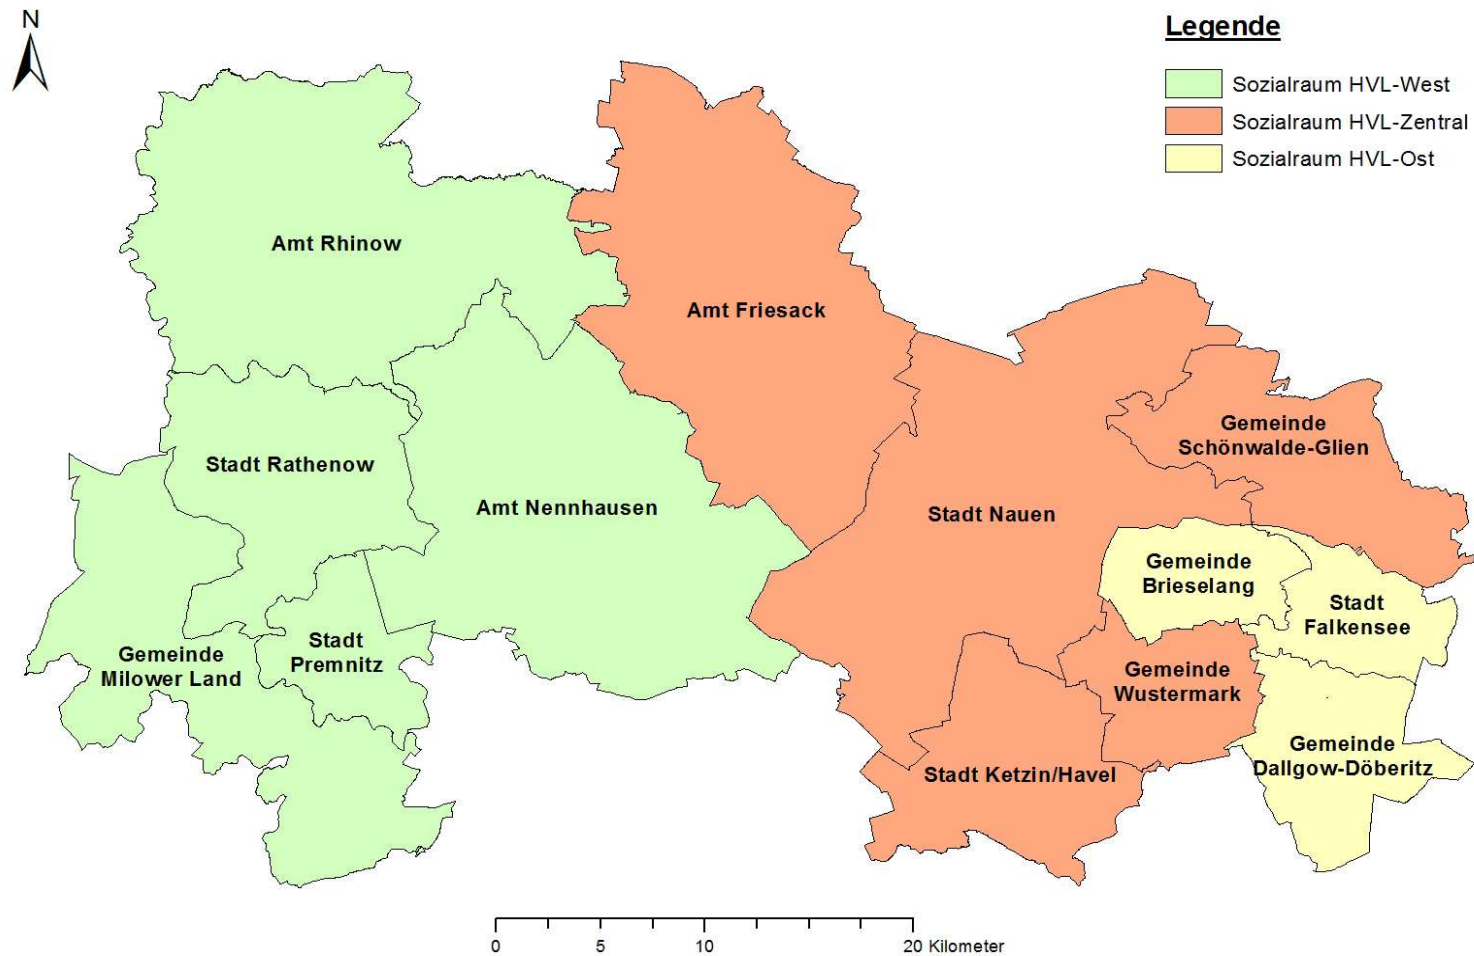 N
Legende
Sozialraum HVL-West
Sozialraum HVL-Zentral
Sozialraum HVL-Ost
Amt Rhinow
Amt Friesack
Gemeinde
Schönwalde-Glien
Stadt Rathenow
Amt Nennhausen
Stadt Nauen
Gemeinde
Brieselang
Stadt
Falkensee
Stadt
Premnitz
Gemeinde
Milower Land
Gemeinde
Wustermark
Gemeinde
Dallgow-Döberitz
Stadt Ketzin/Havel
0 5 10 20 Kilometer